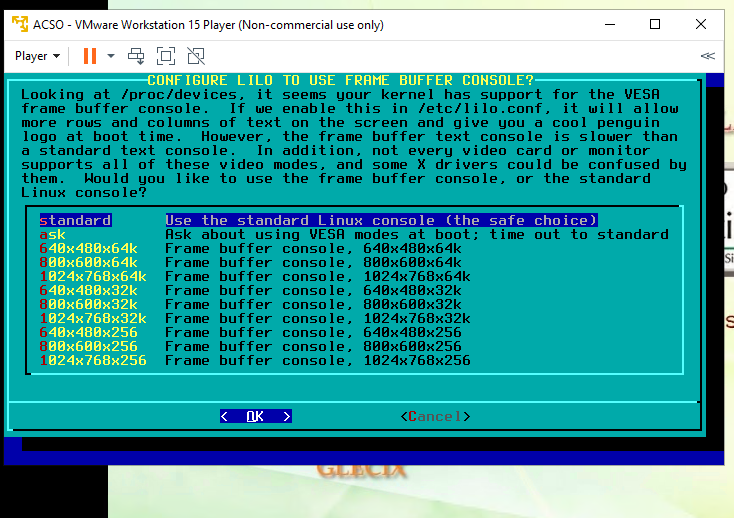 ACSO - VMware Workstation 15 Player (Non-commercial use only)
Player
CONFIGURE LILO TO USE FRAME BUFFER CONSOLE?
Looking at /proc/devices, it seems your kernel has support for the VESA
frame buffer console.  If we enable this in /etc/lilo.conf, it will allow
more rows and columns of text on the screen and give you a cool penguin
logo at boot time.  However, the frame buffer text console is slower than
a standard text console.  In addition, not every video card or monitor
supports all of these video modes, and some X drivers could be confused by
them.  Would you like to use the frame buffer console, or the standard
Linux console?
standard Use the standard Linux console (the safe choice)
ask Ask about using VESA modes at boot; time out to standard
640x480x64k Frame buffer console, 640x480x64k
800x600x64k Frame buffer console, 800x600x64k
1024x768x64k Frame buffer console, 1024x768x64k
640x480x32k Frame buffer console, 640x480x32k
800x600x32k Frame buffer console, 800x600x32k
1024x768x32k Frame buffer console, 1024x768x32k
640x480x256 Frame buffer console, 640x480x256
800x600x256 Frame buffer console, 800x600x256
1024x768x256 Frame buffer console, 1024x768x256
< OK > <Cancel>
GLECIX